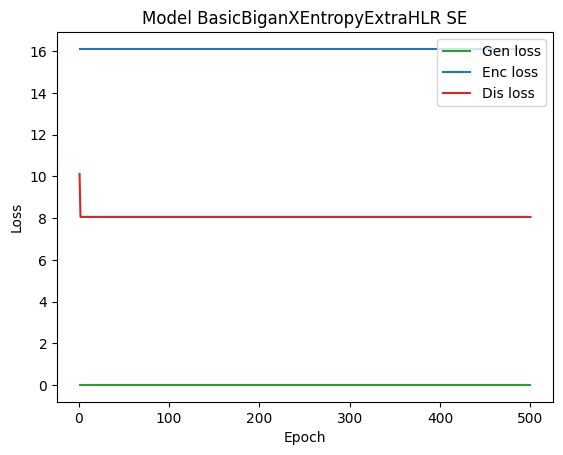 Model BasicBiganXEntropyExtraHLR SE
Gen loss
Enc loss
Dis loss
Loss
16
14
12
10
8
6
4
2
0
0 100 200 300 400 500
Epoch